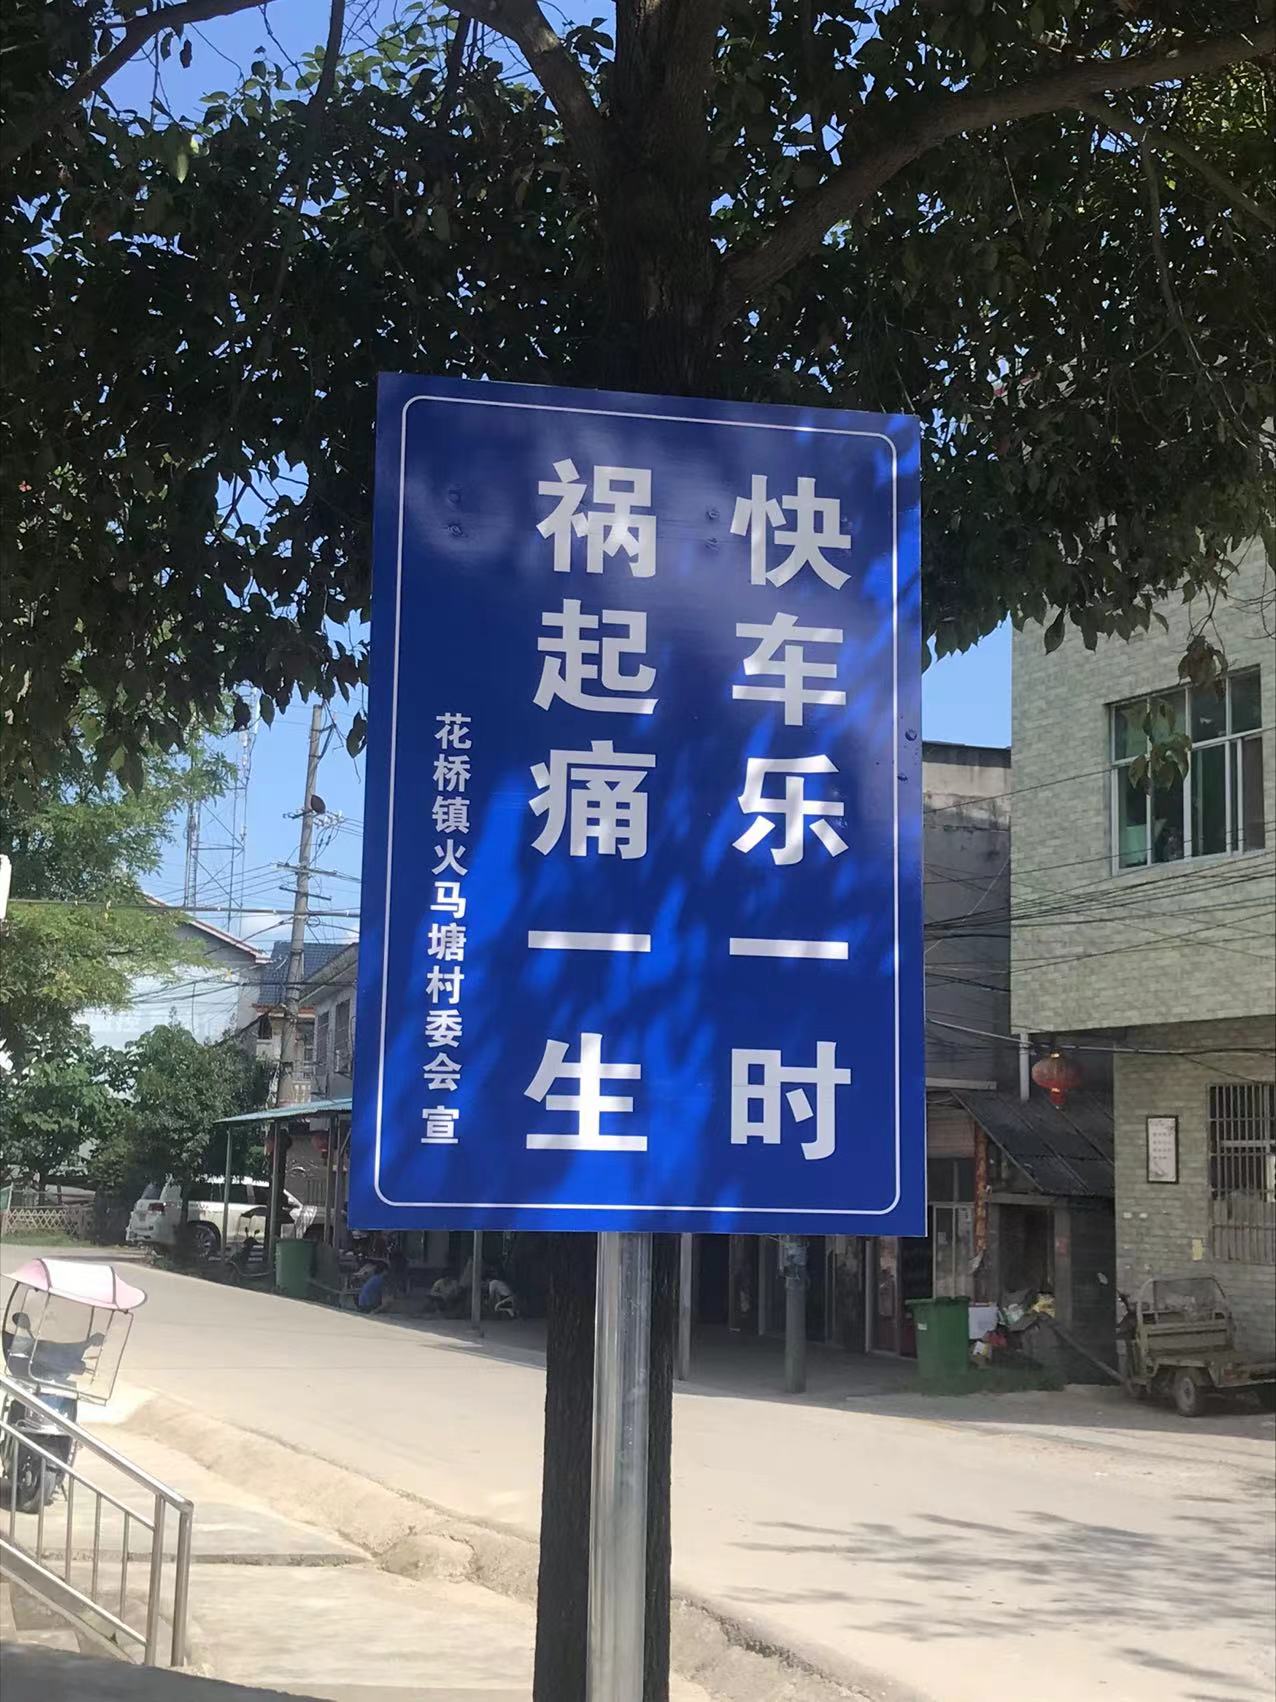 快车乐一时
祸起痛一生
花桥镇火马塘村委会 宣